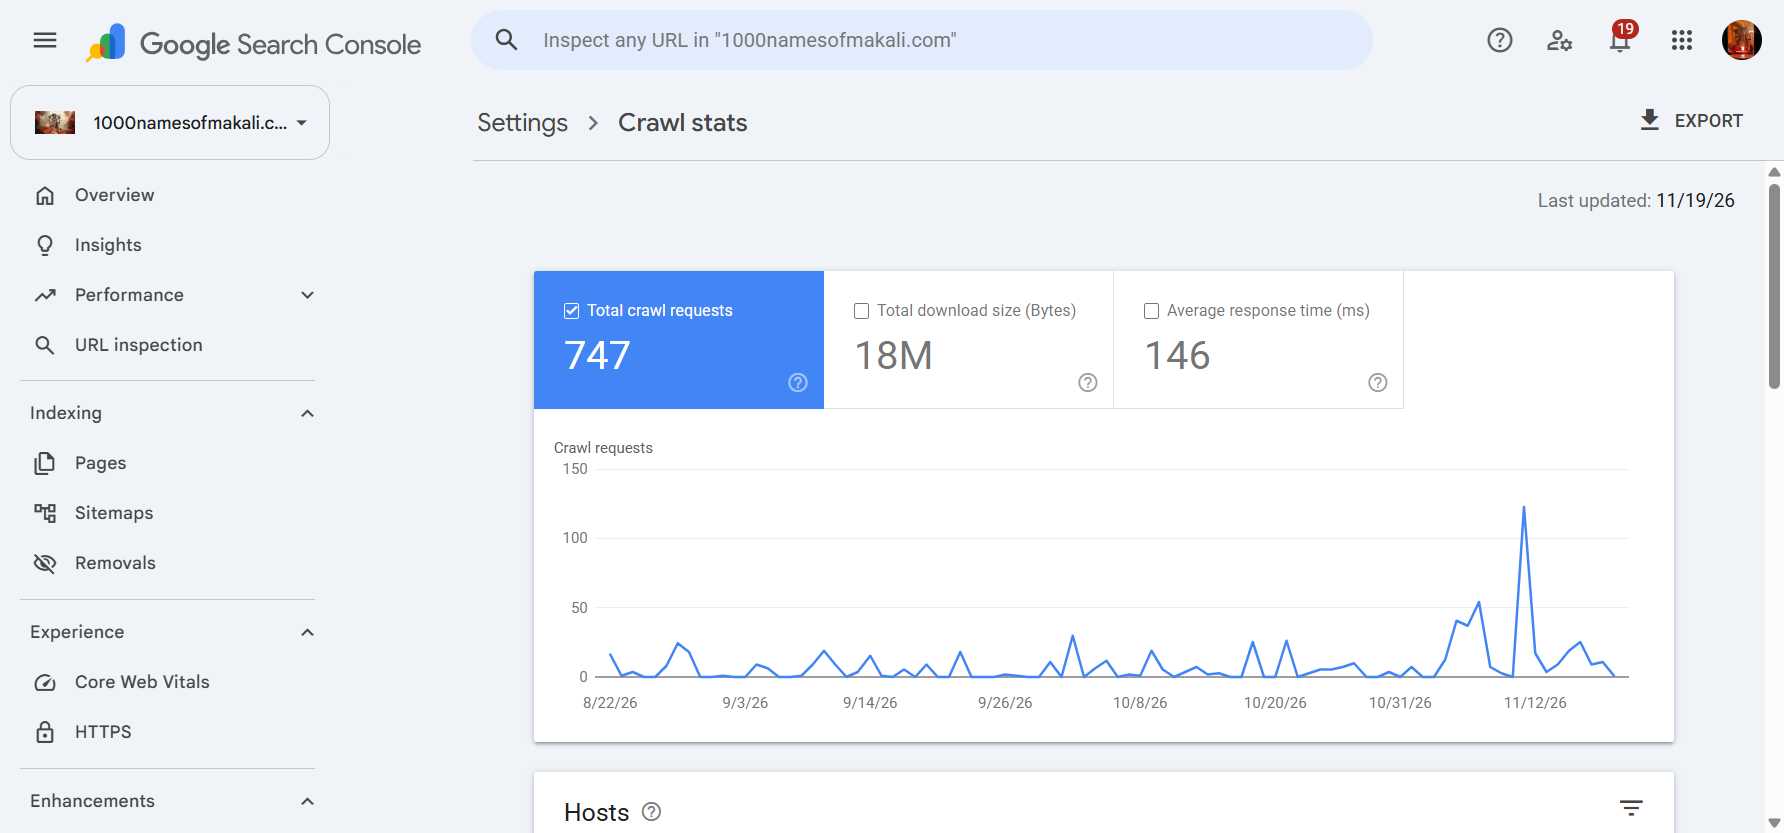 Google Search Console
Inspect any URL in "1000namesofmakali.com"
19
1000namesofmakali.c...
Settings > Crawl stats
EXPORT
Overview
Insights
Performance
URL inspection
Indexing
Pages
Sitemaps
Removals
Experience
Core Web Vitals
HTTPS
Enhancements
Last updated: 11/19/26
Total crawl requests
747
Total download size (Bytes)
18M
Average response time (ms)
146
Crawl requests
150
100
50
0
8/22/26
9/3/26
9/14/26
9/26/26
10/8/26
10/20/26
10/31/26
11/12/26
Hosts